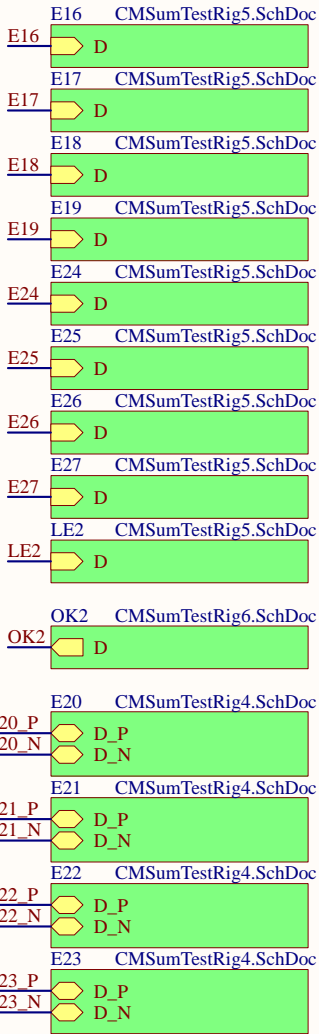 E16 CMSumTestRig5.SchDoc
E16 D
E17 CMSumTestRig5.SchDoc
E17 D
E18 CMSumTestRig5.SchDoc
E18 D
E19 CMSumTestRig5.SchDoc
E19 D
E24 CMSumTestRig5.SchDoc
E24 D
E25 CMSumTestRig5.SchDoc
E25 D
E26 CMSumTestRig5.SchDoc
E26 D
E27 CMSumTestRig5.SchDoc
E27 D
LE2 CMSumTestRig5.SchDoc
LE2 D
OK2 CMSumTestRig6.SchDoc
OK2 D
E20 CMSumTestRig4.SchDoc
20_P D_P
20_N D_N
E21 CMSumTestRig4.SchDoc
21_P D_P
21_N D_N
E22 CMSumTestRig4.SchDoc
22_P D_P
22_N D_N
E23 CMSumTestRig4.SchDoc
23_P D_P
23_N D_N